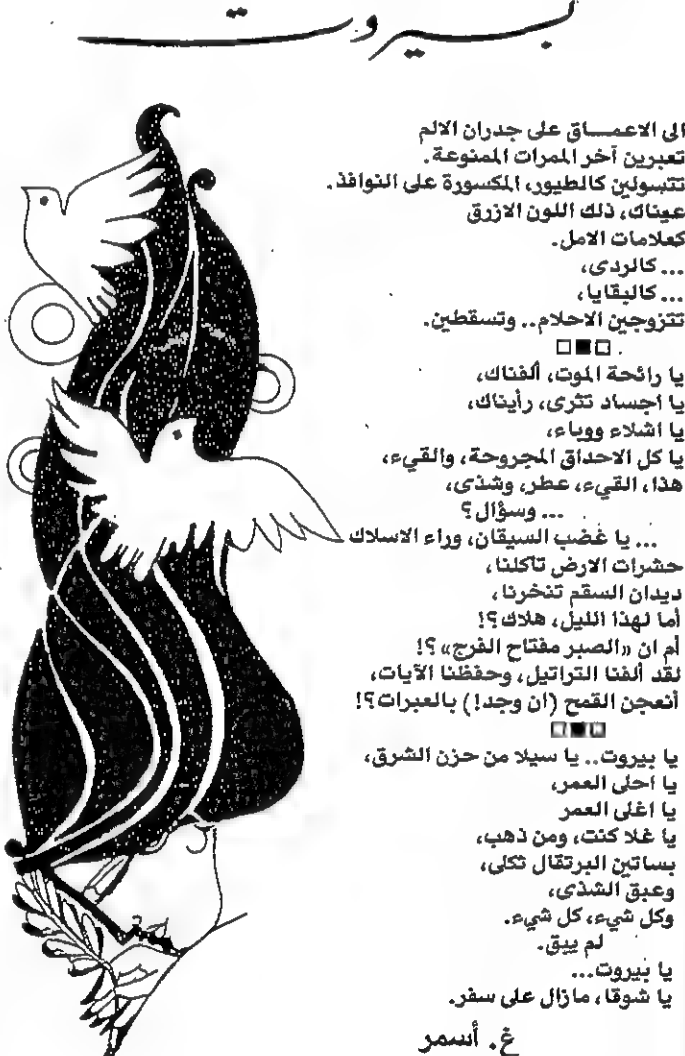 بيروت
الى الاعمـــاق على جدران الالم
تعبرين آخر الممرات الممنوعة.
تتسولين كالطيور، المكسورة على النوافذ.
عيناك، ذلك اللون الازرق
كعلامات الامل.
... كالردى،
... كالبقايا،
تتزوجين الاحلام.. وتسقطين.
يا رائحة الموت، ألفناك،
يا اجساد تترى، رأيناك،
يا اشلاء ووباء،
يا كل الاحداق المجروحة، والقيء،
هذا، القيء، عطر، وشذى،
... وسؤال؟
... يا غضب السيقان، وراء الاسلاك
حشرات الارض تأكلنا،
ديدان السقم تنخرنا،
أما لهذا الليل، هلاك؟!
أم ان «الصبر مفتاح الفرج»؟!
لقد ألفنا التراتيل، وحفظنا الآيات،
أنعجن القمح (ان وجد!) بالعبرات؟!
يا بيروت.. يا سيلا من حزن الشرق،
يا احلى العمر،
يا اغلى العمر
يا غلا كنت، ومن ذهب،
بساتين البرتقال ثكلى،
وعبق الشذى،
وكل شيء، كل شيء.
لم يبق.
يا بيروت...
يا شوقا، مازال على سفر.
غ. أسمر